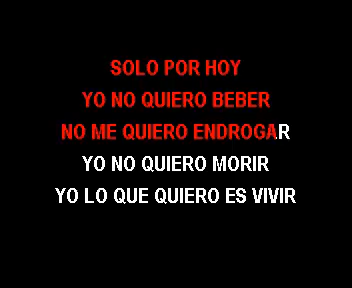 SOLO POR HOY
YO NO QUIERO BEBER
NO ME QUIERO ENDROGAR
YO NO QUIERO MORIR
YO LO QUE QUIERO ES VIVIR